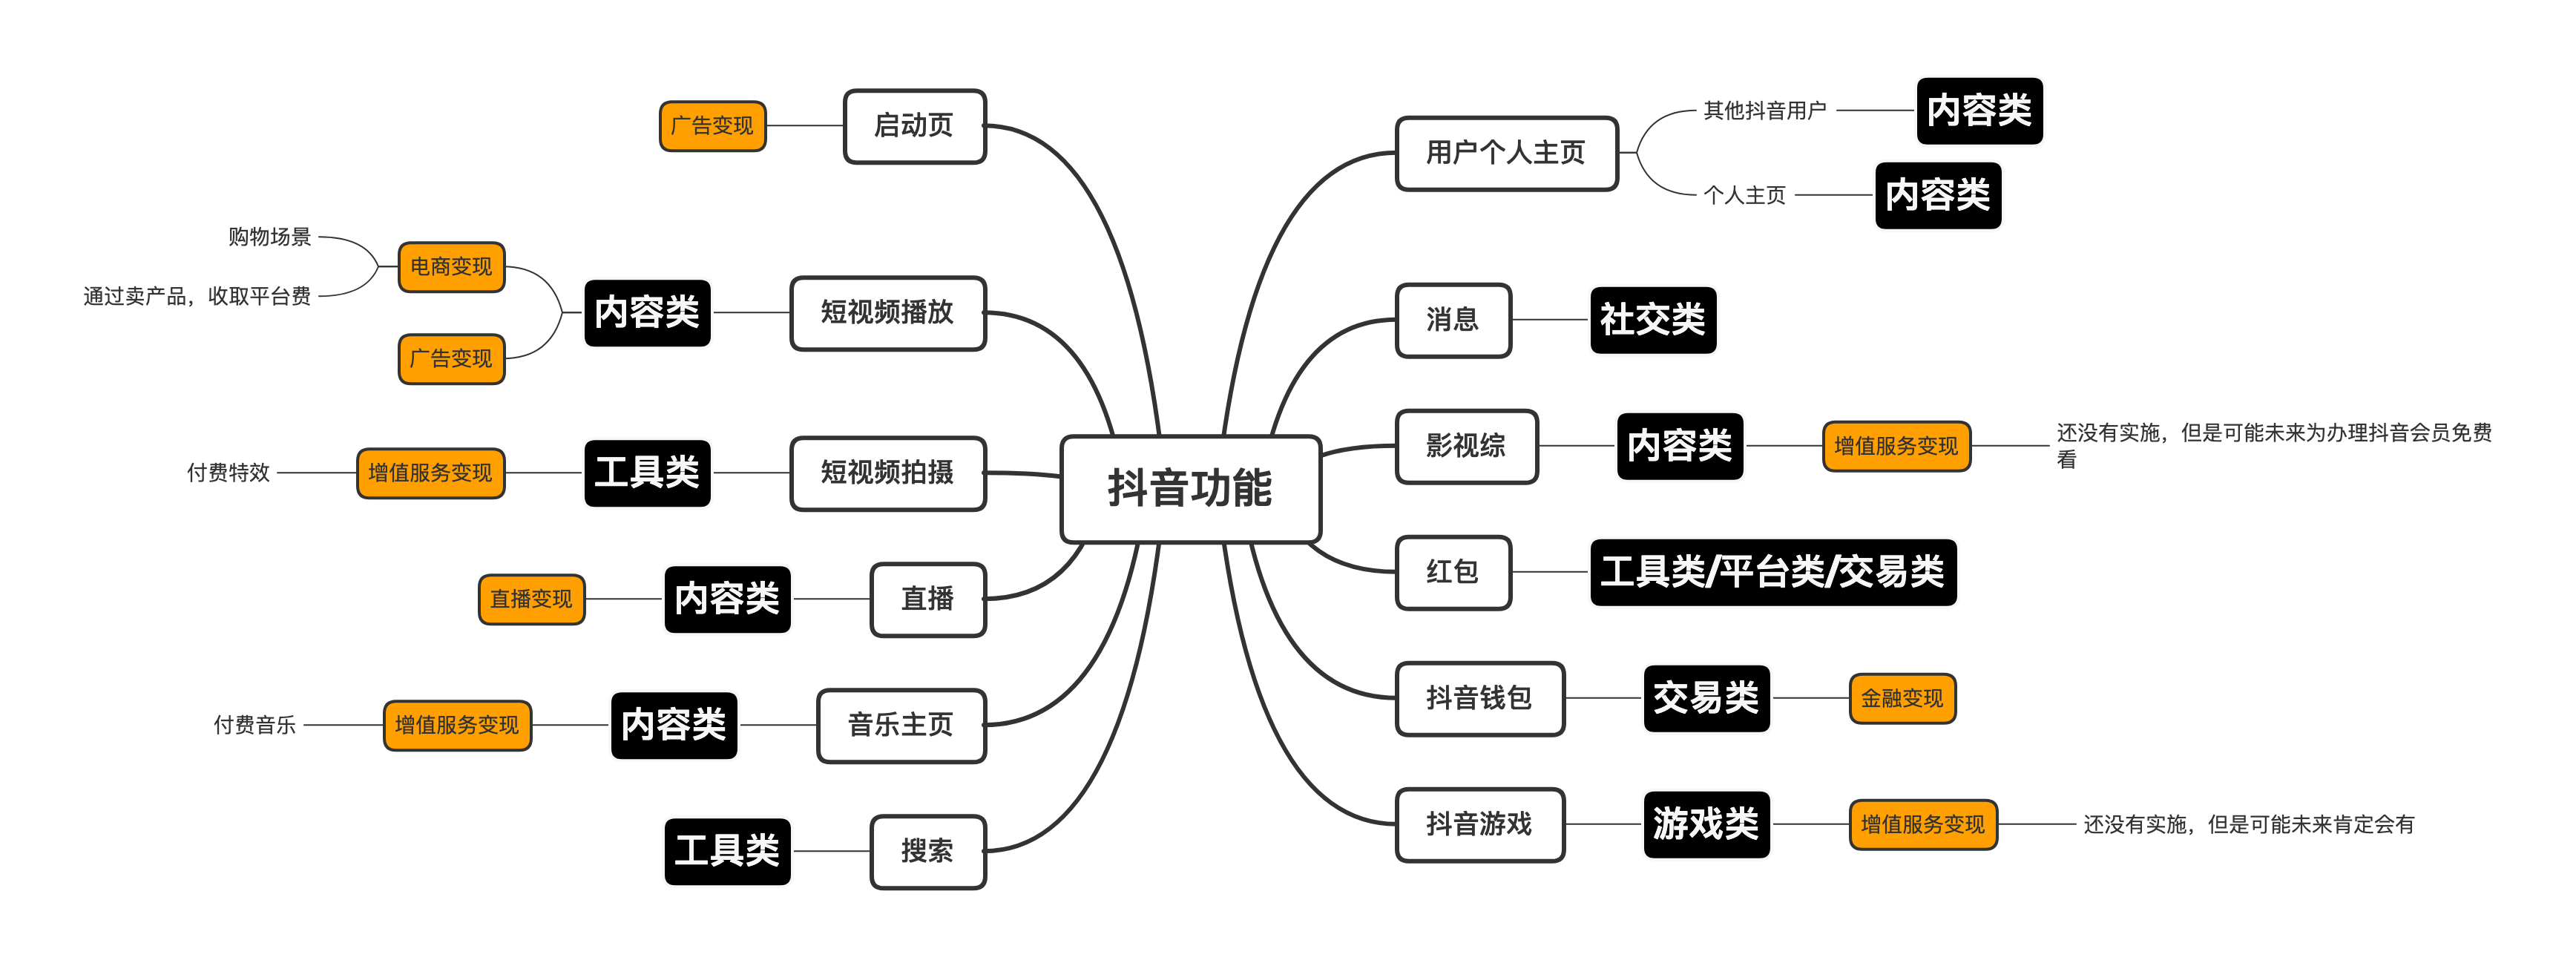 抖音功能
启动页
广告变现
短视频播放
内容类
电商变现
购物场景
通过卖产品，收取平台费
广告变现
短视频拍摄
工具类
增值服务变现
付费特效
直播
内容类
直播变现
音乐主页
内容类
增值服务变现
付费音乐
搜索
工具类
用户个人主页
其他抖音用户
内容类
个人主页
内容类
消息
社交类
影视综
内容类
增值服务变现
还没有实施，但是可能未来为办理抖音会员免费
看
红包
工具类/平台类/交易类
抖音钱包
交易类
金融变现
抖音游戏
游戏类
增值服务变现
还没有实施，但是可能未来肯定会有